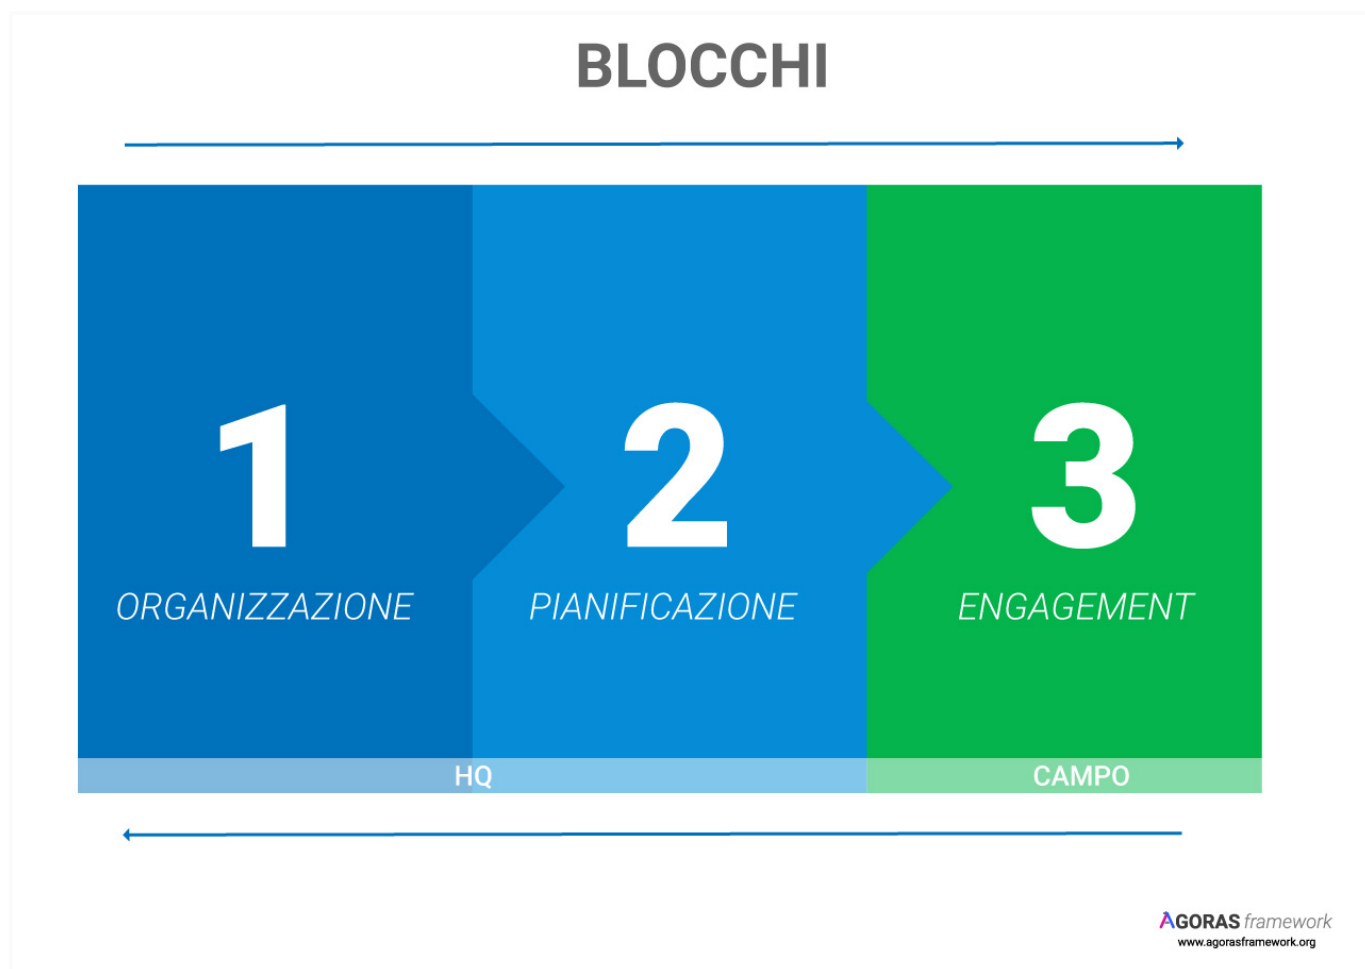 BLOCCHI
1
2
3
ORGANIZZAZIONE
PIANIFICAZIONE
ENGAGEMENT
HQ
CAMPO
AGORAS framework
www.agorasframework.org